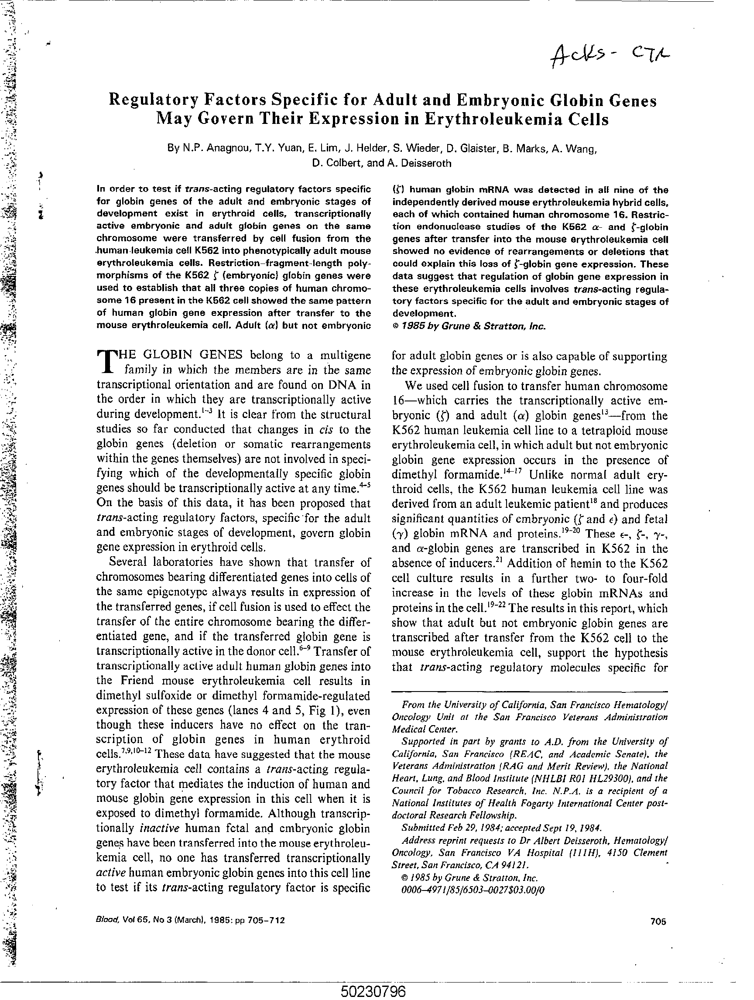 Acks - CTR
Regulatory Factors Specific for Adult and Embryonic Globin Genes
May Govern Their Expression in Erythroleukemia Cells
By N.P. Anagnou, T.Y. Yuan, E. Lim, J. Helder, S. Wieder, D. Glaister, B. Marks, A. Wang,
D. Colbert, and A. Deisseroth
In order to test if trans-acting regulatory factors specific
for globin genes of the adult and embryonic stages of
development exist in erythroid cells, transcriptionally
active embryonic and adult globin genes on the same
chromosome were transferred by cell fusion from the
human leukemia cell K562 into phenotypically adult mouse
erythroleukemia cells. Restriction-fragment-length poly-
morphisms of the K562 ζ (embryonic) globin genes were
used to establish that all three copies of human chromo-
some 16 present in the K562 cell showed the same pattern
of human globin gene expression after transfer to the
mouse erythroleukemia cell. Adult (α) but not embryonic
(ζ) human globin mRNA was detected in all nine of the
independently derived mouse erythroleukemia hybrid cells,
each of which contained human chromosome 16. Restric-
tion endonuclease studies of the K562 α- and ζ-globin
genes after transfer into the mouse erythroleukemia cell
showed no evidence of rearrangements or deletions that
could explain this loss of ζ-globin gene expression. These
data suggest that regulation of globin gene expression in
these erythroleukemia cells involves trans-acting regula-
tory factors specific for the adult and embryonic stages of
development.
© 1985 by Grune & Stratton, Inc.
THE GLOBIN GENES belong to a multigene
family in which the members are in the same
transcriptional orientation and are found on DNA in
the order in which they are transcriptionally active
during development.1-3 It is clear from the structural
studies so far conducted that changes in cis to the
globin genes (deletion or somatic rearrangements
within the genes themselves) are not involved in speci-
fying which of the developmentally specific globin
genes should be transcriptionally active at any time.4-5
On the basis of this data, it has been proposed that
trans-acting regulatory factors, specific for the adult
and embryonic stages of development, govern globin
gene expression in erythroid cells.
Several laboratories have shown that transfer of
chromosomes bearing differentiated genes into cells of
the same epigenotype always results in expression of
the transferred genes, if cell fusion is used to effect the
transfer of the entire chromosome bearing the differ-
entiated gene, and if the transferred globin gene is
transcriptionally active in the donor cell.6-9 Transfer of
transcriptionally active adult human globin genes into
the Friend mouse erythroleukemia cell results in
dimethyl sulfoxide or dimethyl formamide-regulated
expression of these genes (lanes 4 and 5, Fig 1), even
though these inducers have no effect on the tran-
scription of globin genes in human erythroid
cells.7,9,10-12 These data have suggested that the mouse
erythroleukemia cell contains a trans-acting regula-
tory factor that mediates the induction of human and
mouse globin gene expression in this cell when it is
exposed to dimethyl formamide. Although transcrip-
tionally inactive human fetal and embryonic globin
genes have been transferred into the mouse erythroleu-
kemia cell, no one has transferred transcriptionally
active human embryonic globin genes into this cell line
to test if its trans-acting regulatory factor is specific
for adult globin genes or is also capable of supporting
the expression of embryonic globin genes.
We used cell fusion to transfer human chromosome
16—which carries the transcriptionally active em-
bryonic (ζ) and adult (α) globin genes13—from the
K562 human leukemia cell line to a tetraploid mouse
erythroleukemia cell, in which adult but not embryonic
globin gene expression occurs in the presence of
dimethyl formamide.14-17 Unlike normal adult ery-
throid cells, the K562 human leukemia cell line was
derived from an adult leukemic patient18 and produces
significant quantities of embryonic (ζ and ε) and fetal
(γ) globin mRNA and proteins.19-20 These ε-, ζ-, γ-,
and α-globin genes are transcribed in K562 in the
absence of inducers.21 Addition of hemin to the K562
cell culture results in a further two- to four-fold
increase in the levels of these globin mRNAs and
proteins in the cell.19-22 The results in this report, which
show that adult but not embryonic globin genes are
transcribed after transfer from the K562 cell to the
mouse erythroleukemia cell, support the hypothesis
that trans-acting regulatory molecules specific for
From the University of California, San Francisco Hematology/
Oncology Unit at the San Francisco Veterans Administration
Medical Center.
Supported in part by grants to A.D. from the University of
California, San Francisco (REAC, and Academic Senate), the
Veterans Administration (RAG and Merit Review), the National
Heart, Lung, and Blood Institute (NHLBI R01 HL29300), and the
Council for Tobacco Research, Inc. N.P.A. is a recipient of a
National Institutes of Health Fogarty International Center post-
doctoral Research Fellowship.
Submitted Feb 29, 1984; accepted Sept 19, 1984.
Address reprint requests to Dr Albert Deisseroth, Hematology/
Oncology, San Francisco VA Hospital (111H), 4150 Clement
Street, San Francisco, CA 94121.
© 1985 by Grune & Stratton, Inc.
0006-4971/85/6503-0027$03.00/0
Blood, Vol 65, No 3 (March), 1985: pp 705-712
705
50230796